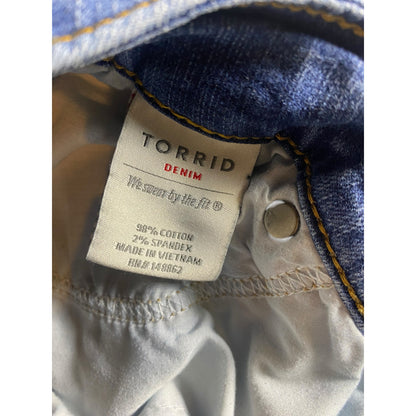 TORRID
DENIM
We swear by the fit ®
98% COTTON
2% SPANDEX
MADE IN VIETNAM
RN# 149862